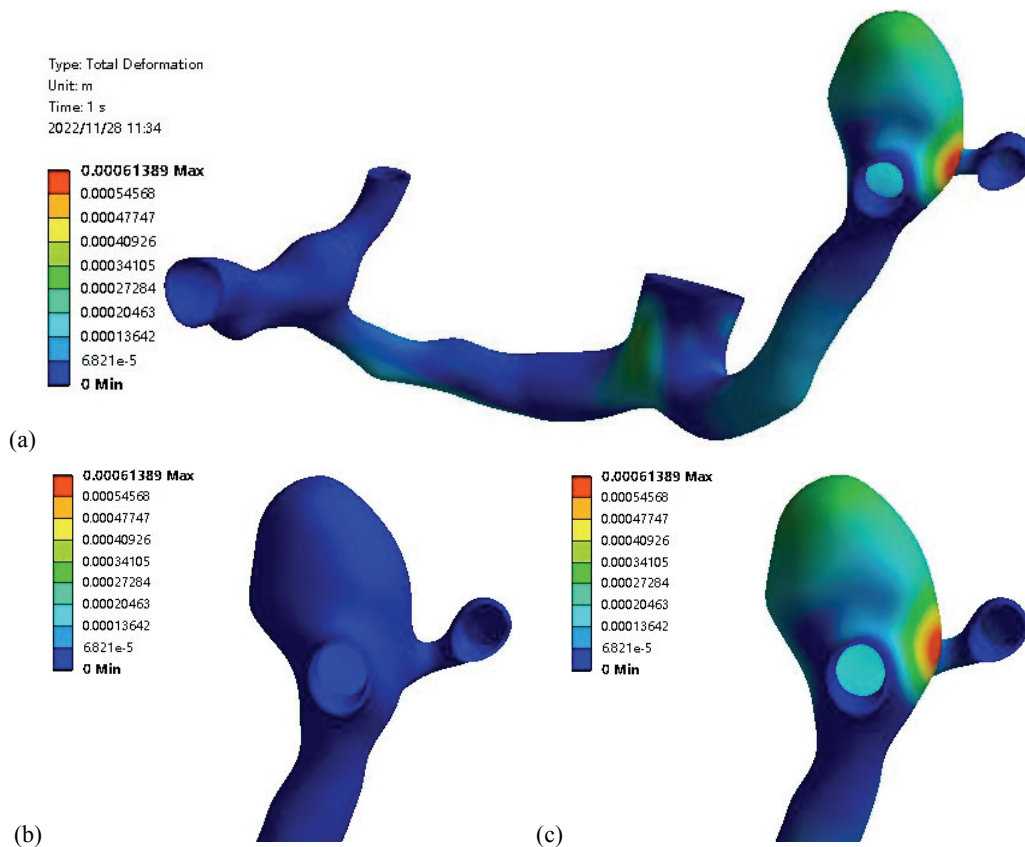 Type: Total Deformation
Unit: m
Time: 1 s
2022/11/28 11:34
0.00061389 Max
0.00054568
0.00047747
0.00040926
0.00034105
0.00027284
0.00020463
0.00013642
6.821e-5
0 Min
(a)
0.00061389 Max
0.00054568
0.00047747
0.00040926
0.00034105
0.00027284
0.00020463
0.00013642
6.821e-5
0 Min
(b)
0.00061389 Max
0.00054568
0.00047747
0.00040926
0.00034105
0.00027284
0.00020463
0.00013642
6.821e-5
0 Min
(c)